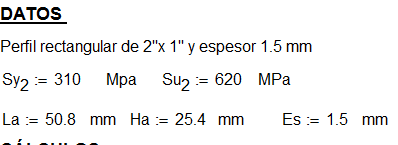 DATOS
Perfil rectangular de 2"x 1" y espesor 1.5 mm
Sy2 := 310 Mpa Su2 := 620 MPa
La := 50.8 mm Ha := 25.4 mm Es := 1.5 mm